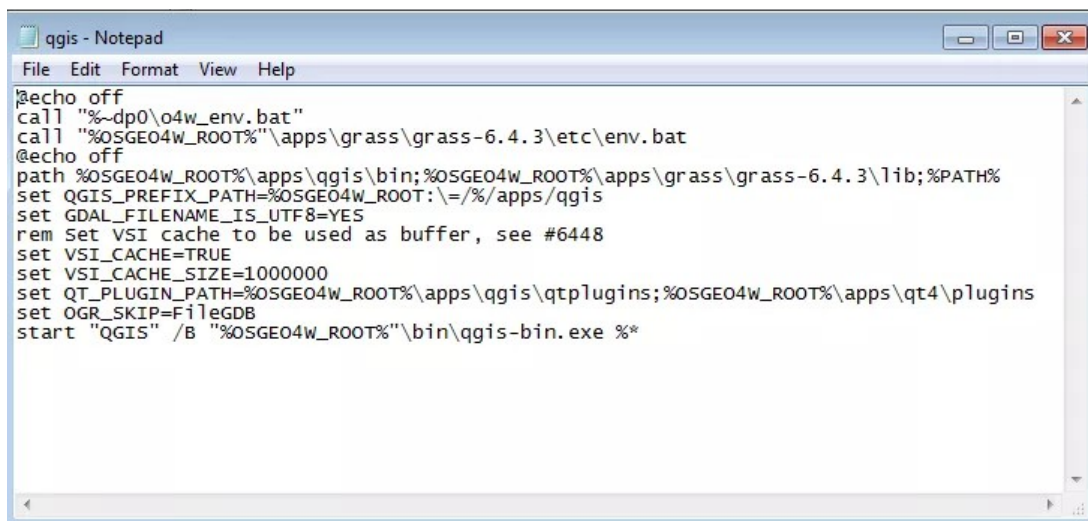 qgis - Notepad
File Edit Format View Help
@echo off
call "%~dp0\o4w_env.bat"
call "%OSGEO4W_ROOT%"\apps\grass\grass-6.4.3\etc\env.bat
@echo off
path %OSGEO4W_ROOT%\apps\qgis\bin;%OSGEO4W_ROOT%\apps\grass\grass-6.4.3\lib;%PATH%
set QGIS_PREFIX_PATH=%OSGEO4W_ROOT:\=/%/apps/qgis
set GDAL_FILENAME_IS_UTF8=YES
rem Set VSI cache to be used as buffer, see #6448
set VSI_CACHE=TRUE
set VSI_CACHE_SIZE=1000000
set QT_PLUGIN_PATH=%OSGEO4W_ROOT%\apps\qgis\qtplugins;%OSGEO4W_ROOT%\apps\qt4\plugins
set OGR_SKIP=FileGDB
start "QGIS" /B "%OSGEO4W_ROOT%"\bin\qgis-bin.exe %*